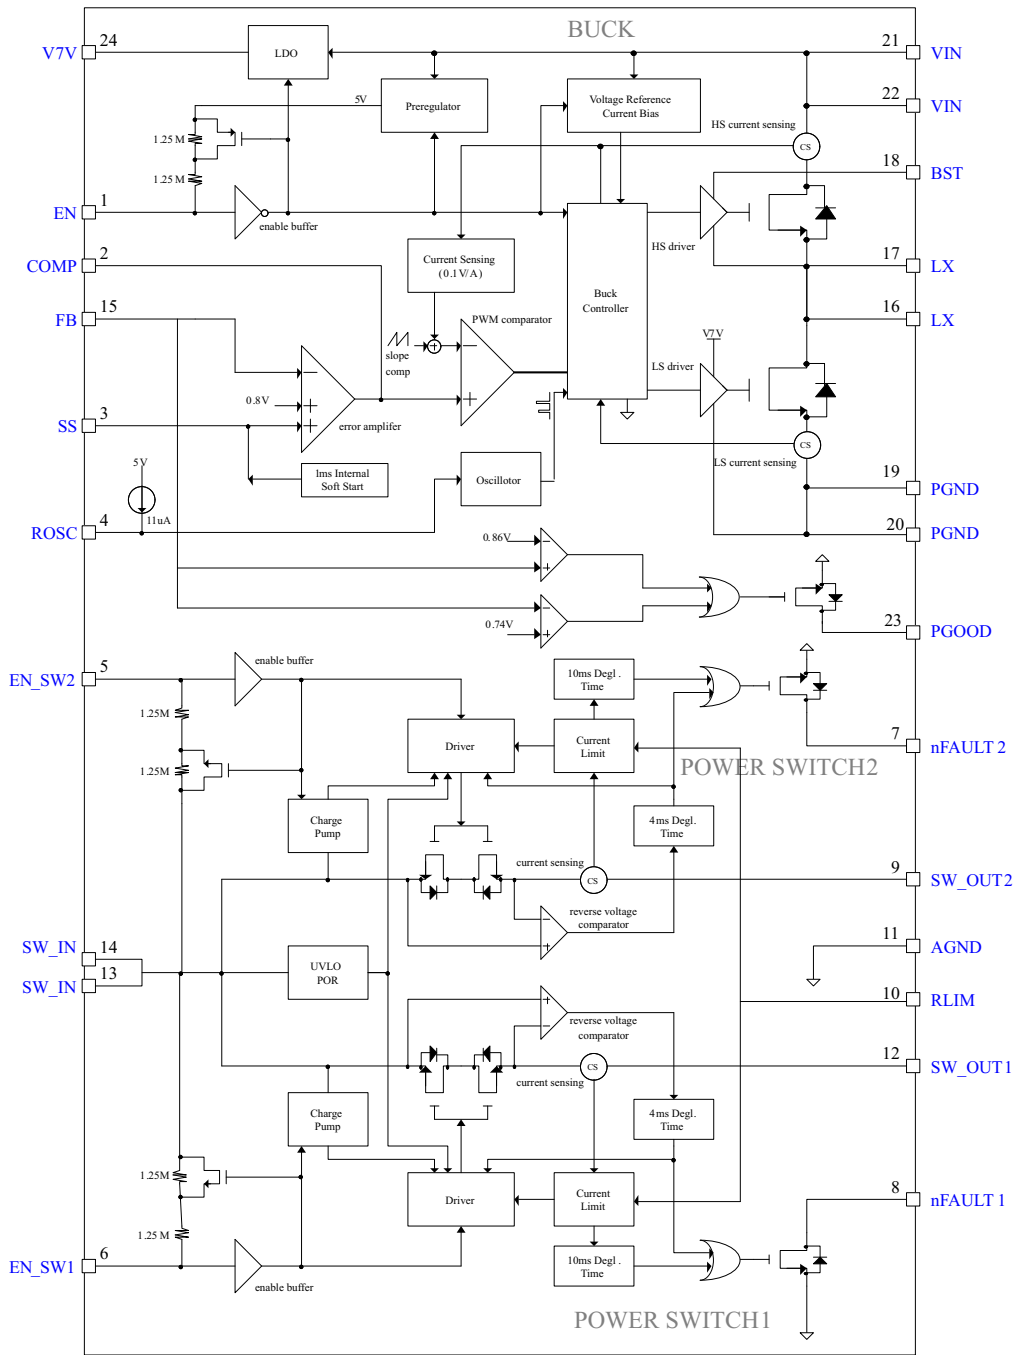 BUCK
V7V
24
LDO
21
VIN
5V
Preregulator
Voltage Reference
Current Bias
22
VIN
HS current sensing
1.25 M
CS
1.25 M
18
BST
EN
1
enable buffer
HS driver
COMP
2
Current Sensing
(0.1V/A)
17
LX
Buck
Controller
FB
15
PWM comparator
16
LX
slope
comp
V7V
LS driver
0.8V
SS
3
error amplifer
CS
LS current sensing
1ms Internal
Soft Start
Oscillotor
5V
19
PGND
11uA
ROSC
4
20
PGND
0.86V
0.74V
23
PGOOD
EN_SW2
5
enable buffer
10ms Degl .
Time
1.25M
Driver
Current
Limit
7
nFAULT 2
1.25M
POWER SWITCH2
Charge
Pump
4ms Degl.
Time
current sensing
CS
9
SW_OUT2
reverse voltage
comparator
SW_IN
14
11
AGND
SW_IN
13
UVLO
POR
10
RLIM
reverse voltage
comparator
12
SW_OUT1
CS
current sensing
Charge
Pump
4ms Degl.
Time
1.25M
Driver
Current
Limit
8
nFAULT 1
1.25 M
EN_SW1
6
enable buffer
10ms Degl .
Time
POWER SWITCH1